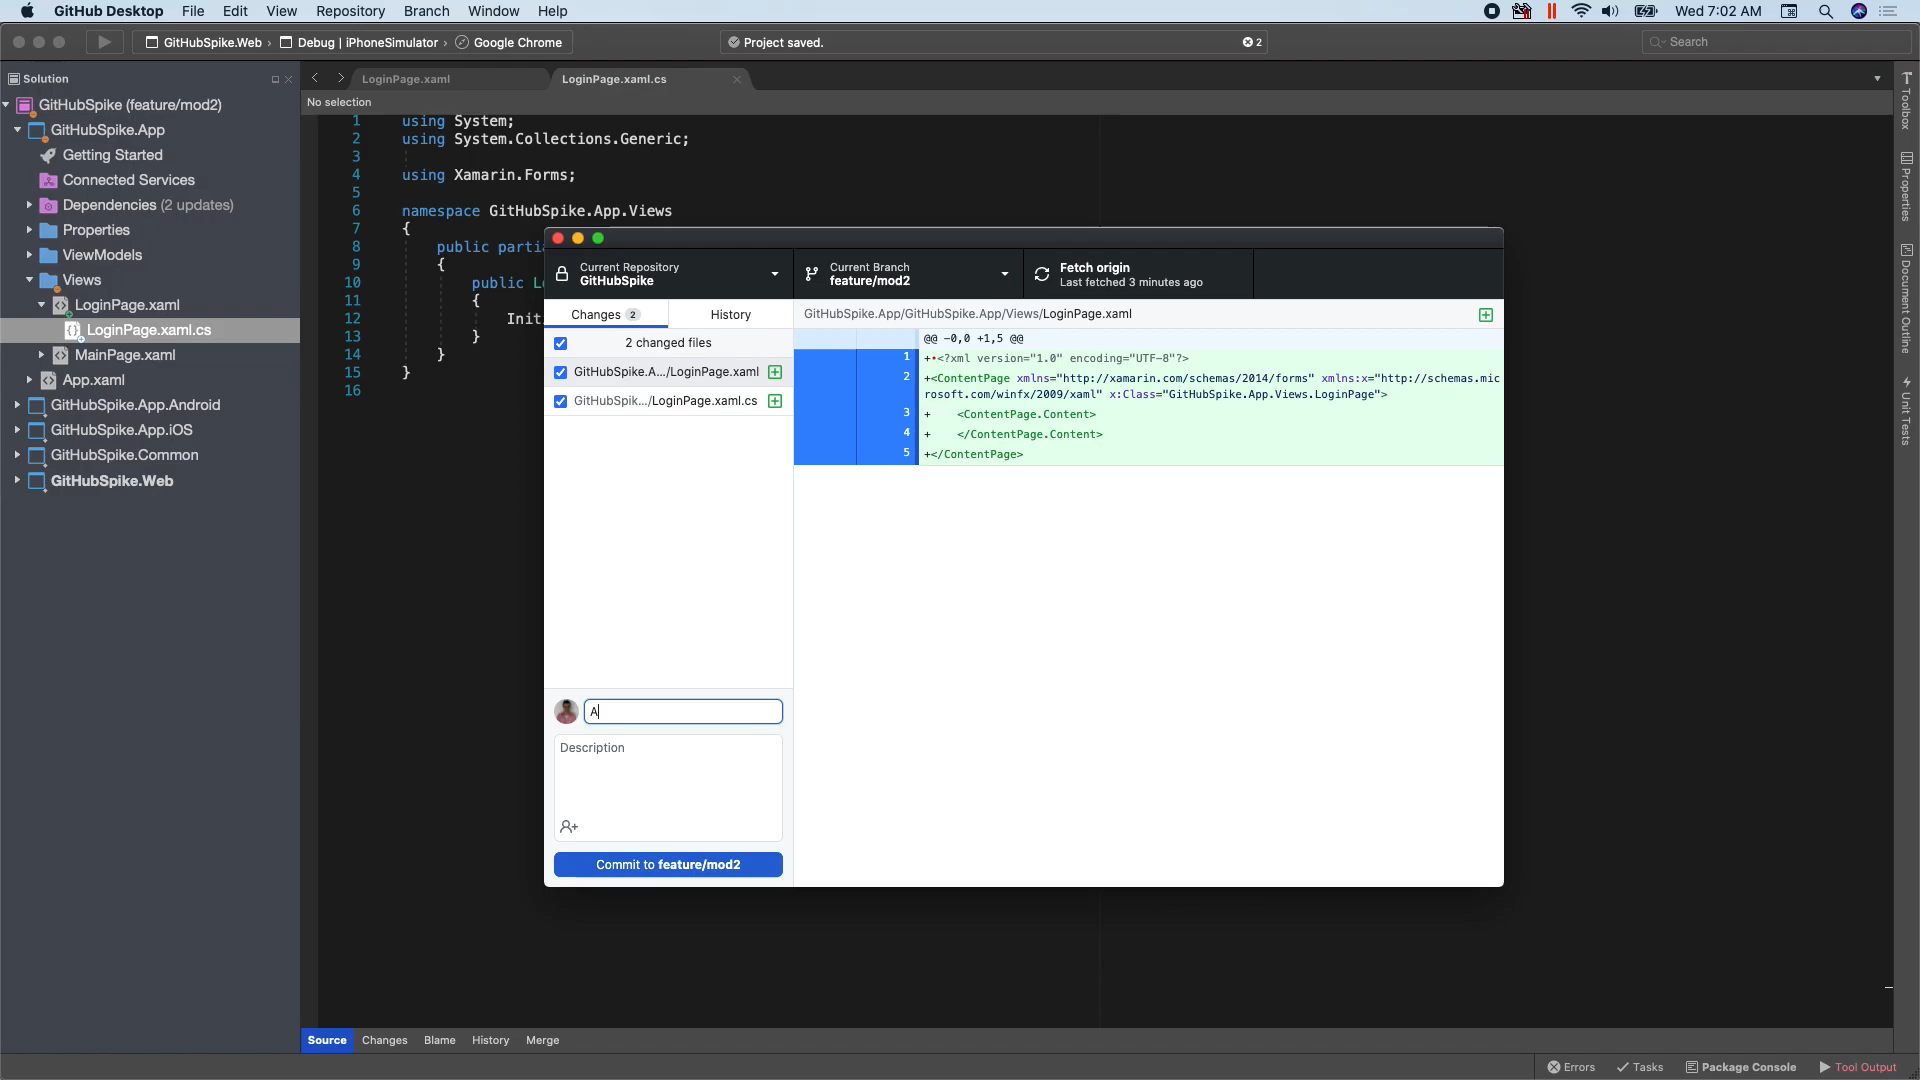 GitHub Desktop File Edit View Repository Branch Window Help Wed 7:02 AM
GitHubSpike.Web › Debug | iPhoneSimulator › Google Chrome Project saved. 2 Search
Solution LoginPage.xaml LoginPage.xaml.cs
No selection
GitHubSpike (feature/mod2)
GitHubSpike.App
Getting Started
Connected Services
Dependencies (2 updates)
Properties
ViewModels
Views
LoginPage.xaml
LoginPage.xaml.cs
MainPage.xaml
App.xaml
GitHubSpike.App.Android
GitHubSpike.App.iOS
GitHubSpike.Common
GitHubSpike.Web
1 using System;
2 using System.Collections.Generic;
3
4 using Xamarin.Forms;
5
6 namespace GitHubSpike.App.Views
7 {
8 public partia
9 {
10 public L
11 {
12 Init
13 }
14 }
15 }
16
Current Repository
GitHubSpike
Current Branch
feature/mod2
Fetch origin
Last fetched 3 minutes ago
Changes 2 History
2 changed files
GitHubSpike.A.../LoginPage.xaml
GitHubSpik.../LoginPage.xaml.cs
GitHubSpike.App/GitHubSpike.App/Views/LoginPage.xaml
@@ -0,0 +1,5 @@
1 +•<?xml version="1.0" encoding="UTF-8"?>
2 +<ContentPage xmlns="http://xamarin.com/schemas/2014/forms" xmlns:x="http://schemas.mic
rosoft.com/winfx/2009/xaml" x:Class="GitHubSpike.App.Views.LoginPage">
3 + <ContentPage.Content>
4 + </ContentPage.Content>
5 +</ContentPage>
A
Description
Commit to feature/mod2
Toolbox
Properties
Document Outline
Unit Tests
Source Changes Blame History Merge
Errors Tasks Package Console Tool Output